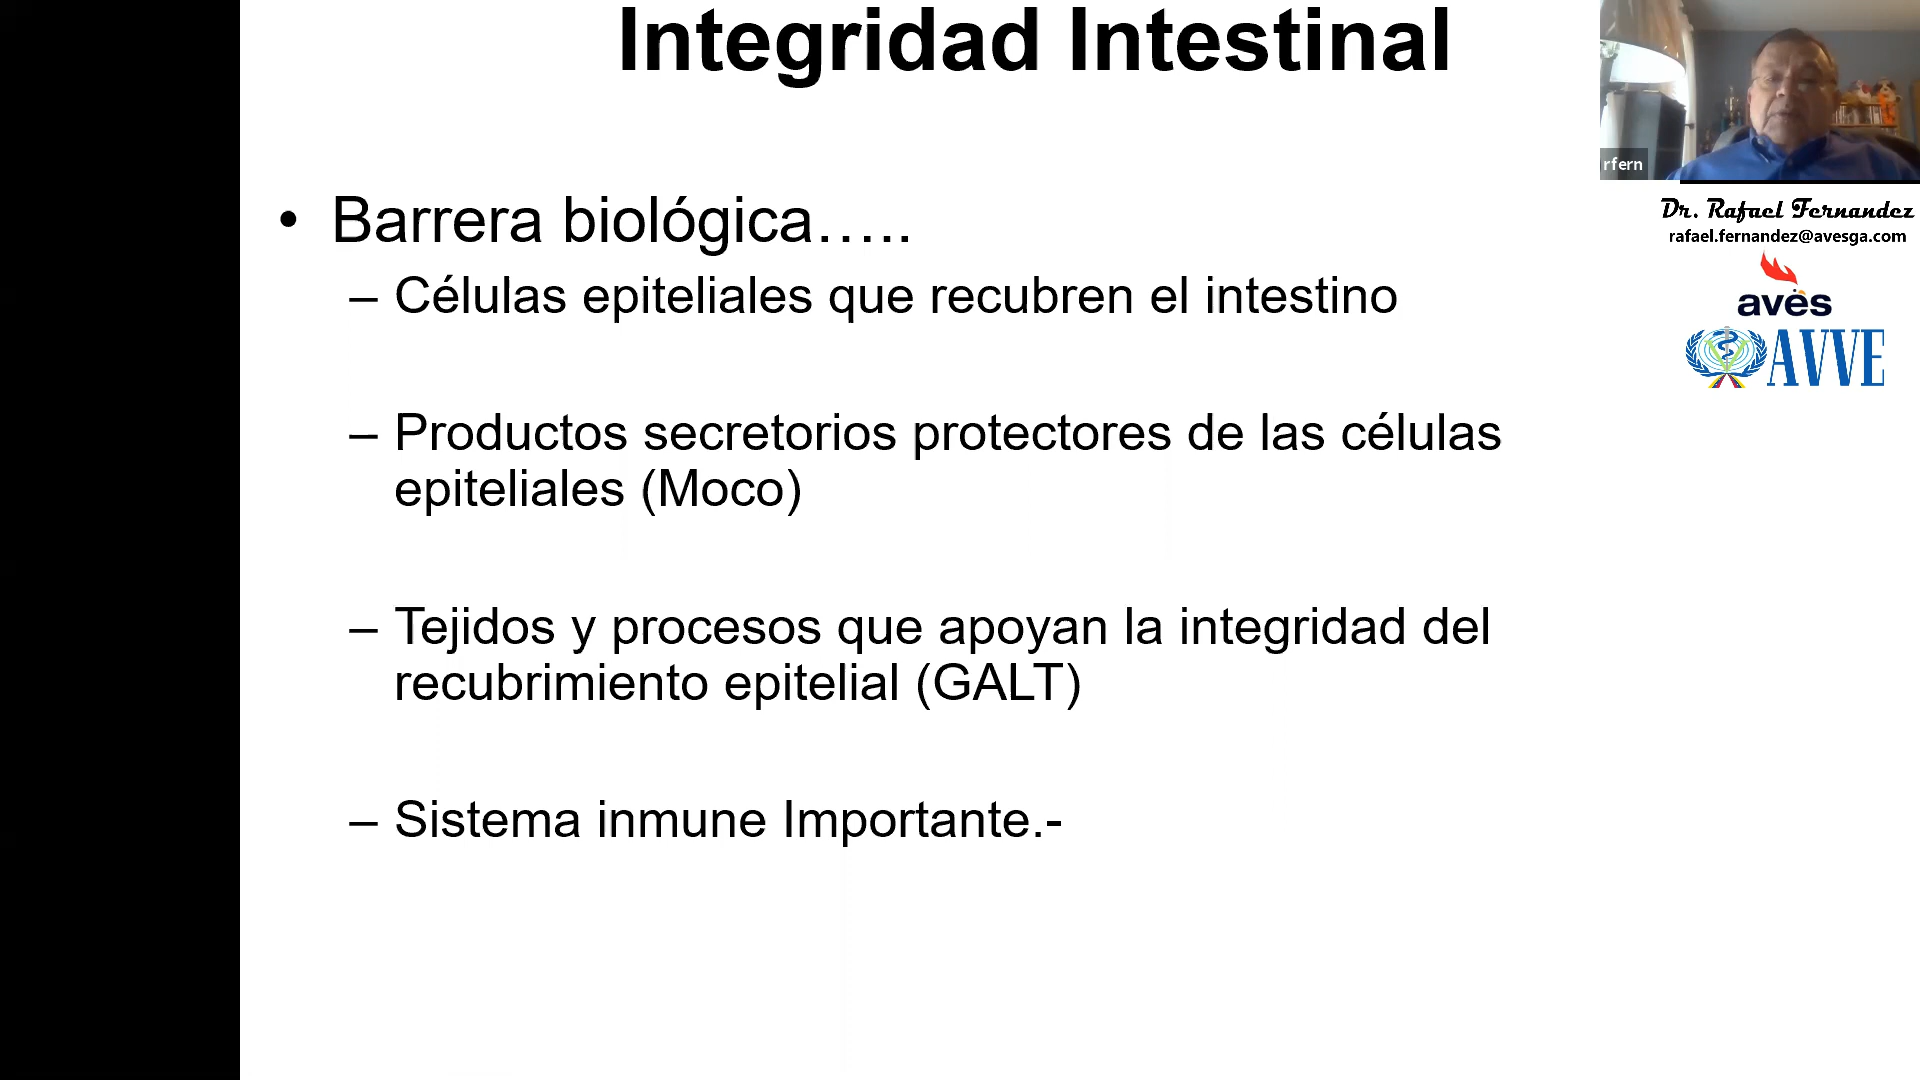 Integridad Intestinal
• Barrera biológica…..
– Células epiteliales que recubren el intestino
– Productos secretorios protectores de las células
epiteliales (Moco)
– Tejidos y procesos que apoyan la integridad del
recubrimiento epitelial (GALT)
– Sistema inmune Importante.-
rfern
Dr. Rafael Fernandez
rafael.fernandez@avesga.com
avès
AVVE